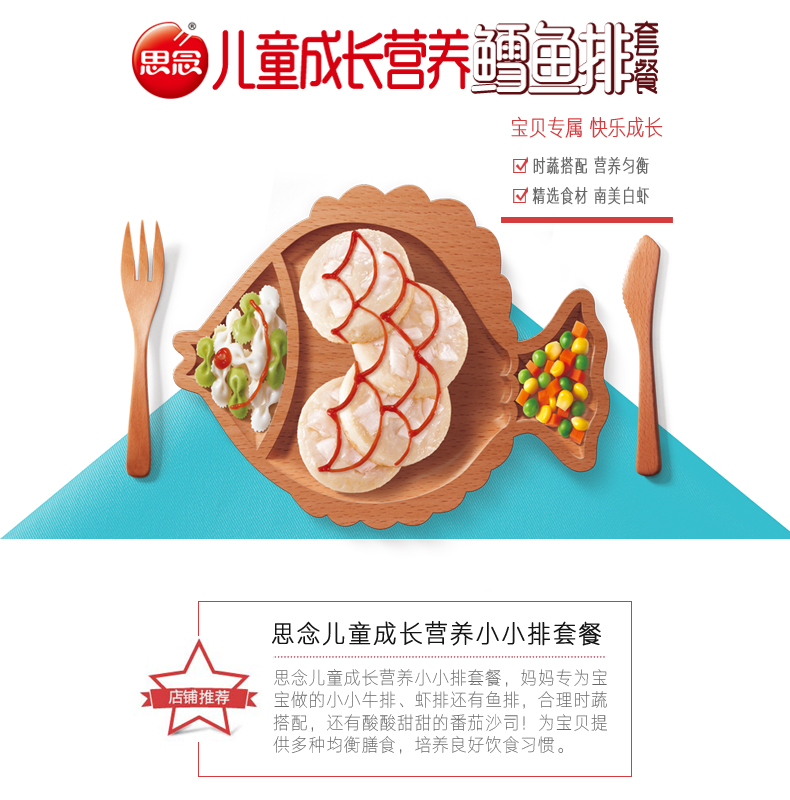 思念®
儿童成长营养鳕鱼排套餐
宝贝专属 快乐成长
时蔬搭配 营养匀衡
精选食材 南美白虾
思念儿童成长营养小小排套餐
店铺推荐
思念儿童成长营养小小排套餐，妈妈专为宝
宝做的小小牛排、虾排还有鱼排，合理时蔬
搭配，还有酸酸甜甜的番茄沙司！为宝贝提
供多种均衡膳食，培养良好饮食习惯。